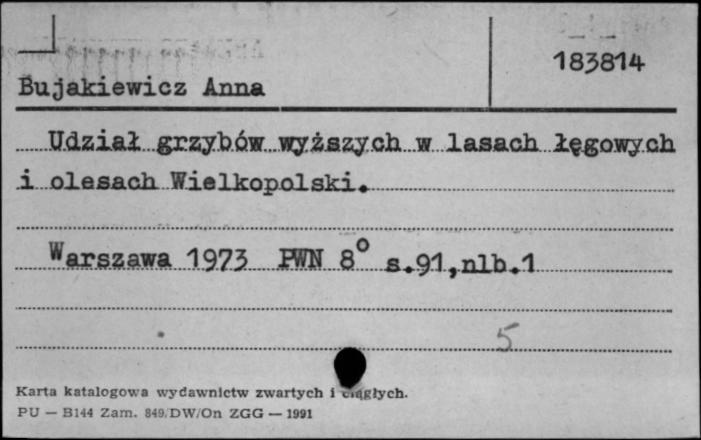 183814
Bujakiewicz Anna
Udział grzybów wyższych w lasach łęgowych
i olesach Wielkopolski.
Warszawa 1973 PWN 8° s.91,nlb.1
5
Karta katalogowa wydawnictw zwartych i ciągłych.
PU — B144 Zam. 849/DW/On ZGG — 1991